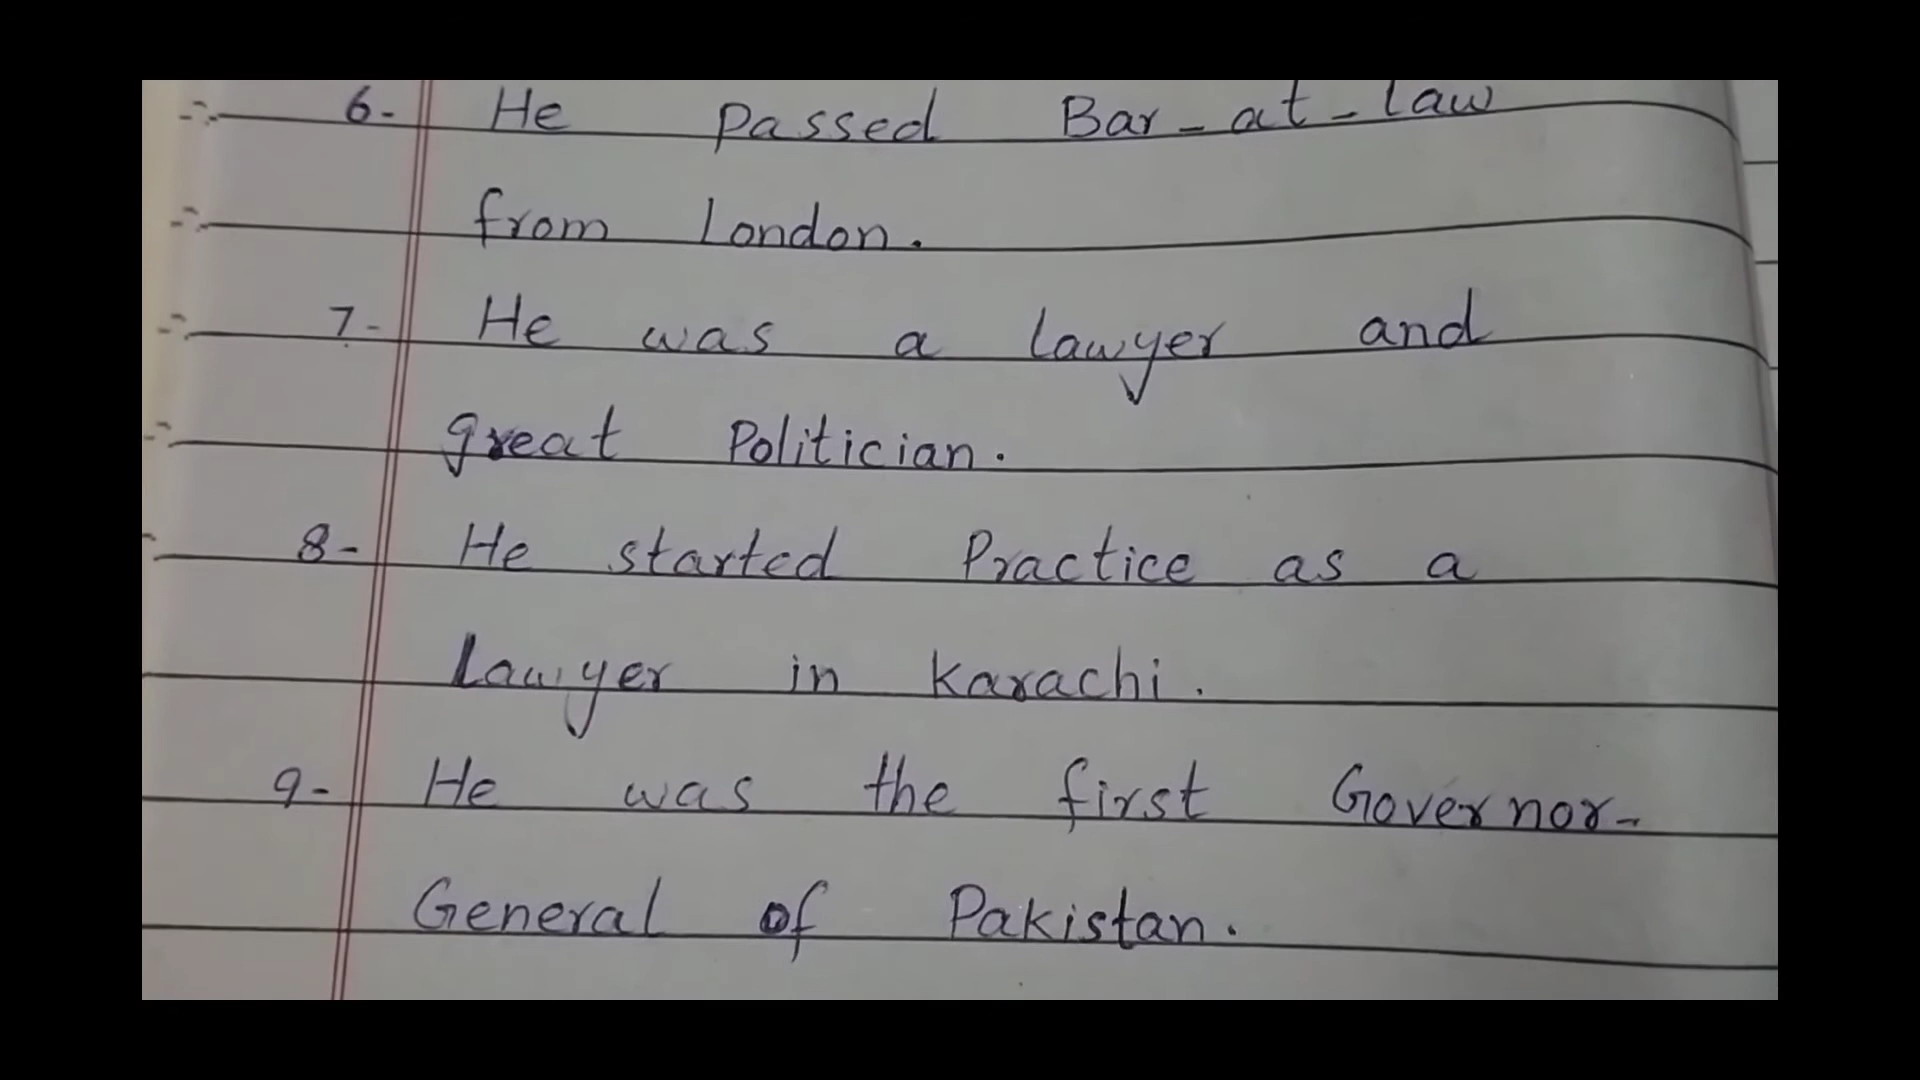 6- He Passed Bar-at-law
from London.
7- He was a lawyer and
great Politician.
8- He started Practice as a
Lawyer in Karachi.
9- He was the first Governor-
General of Pakistan.